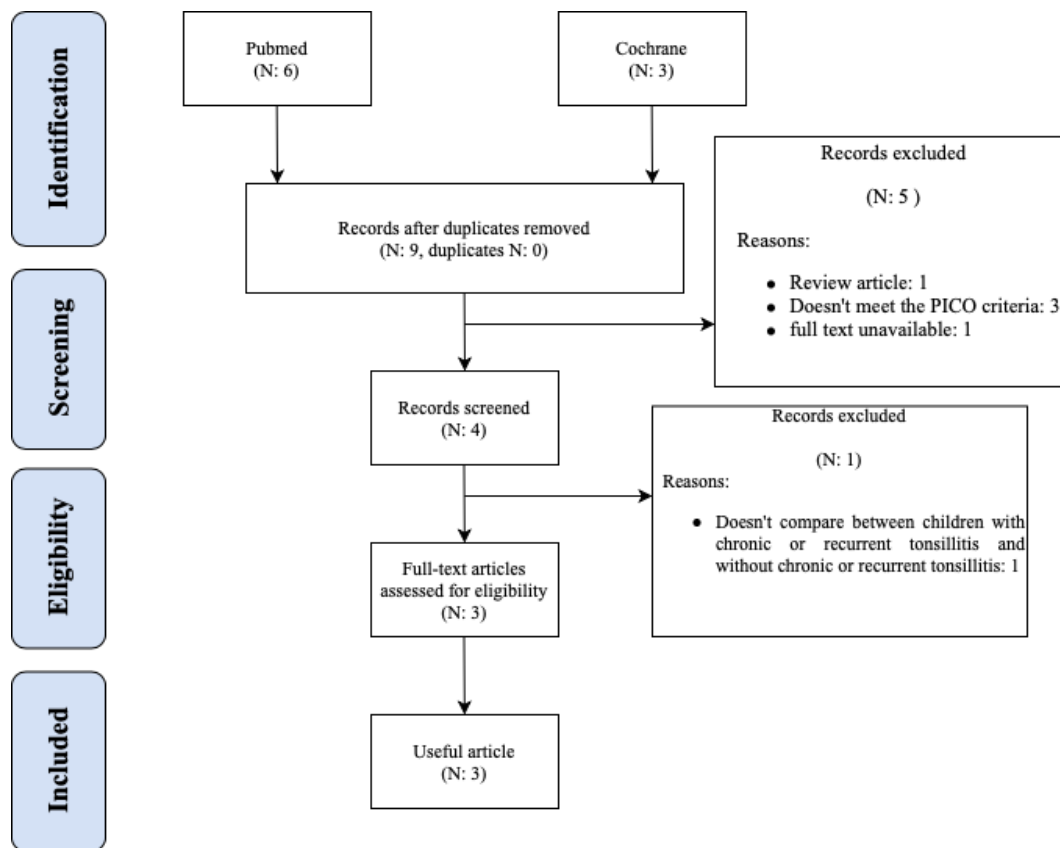 Identification
Pubmed
(N: 6)
Cochrane
(N: 3)
Records after duplicates removed
(N: 9, duplicates N: 0)
Records excluded
(N: 5 )
Reasons:
● Review article: 1
● Doesn't meet the PICO criteria: 3
● full text unavailable: 1
Screening
Records screened
(N: 4)
Records excluded
(N: 1)
Reasons:
● Doesn't compare between children with
chronic or recurrent tonsillitis and
without chronic or recurrent tonsillitis: 1
Eligibility
Full-text articles
assessed for eligibility
(N: 3)
Included
Useful article
(N: 3)